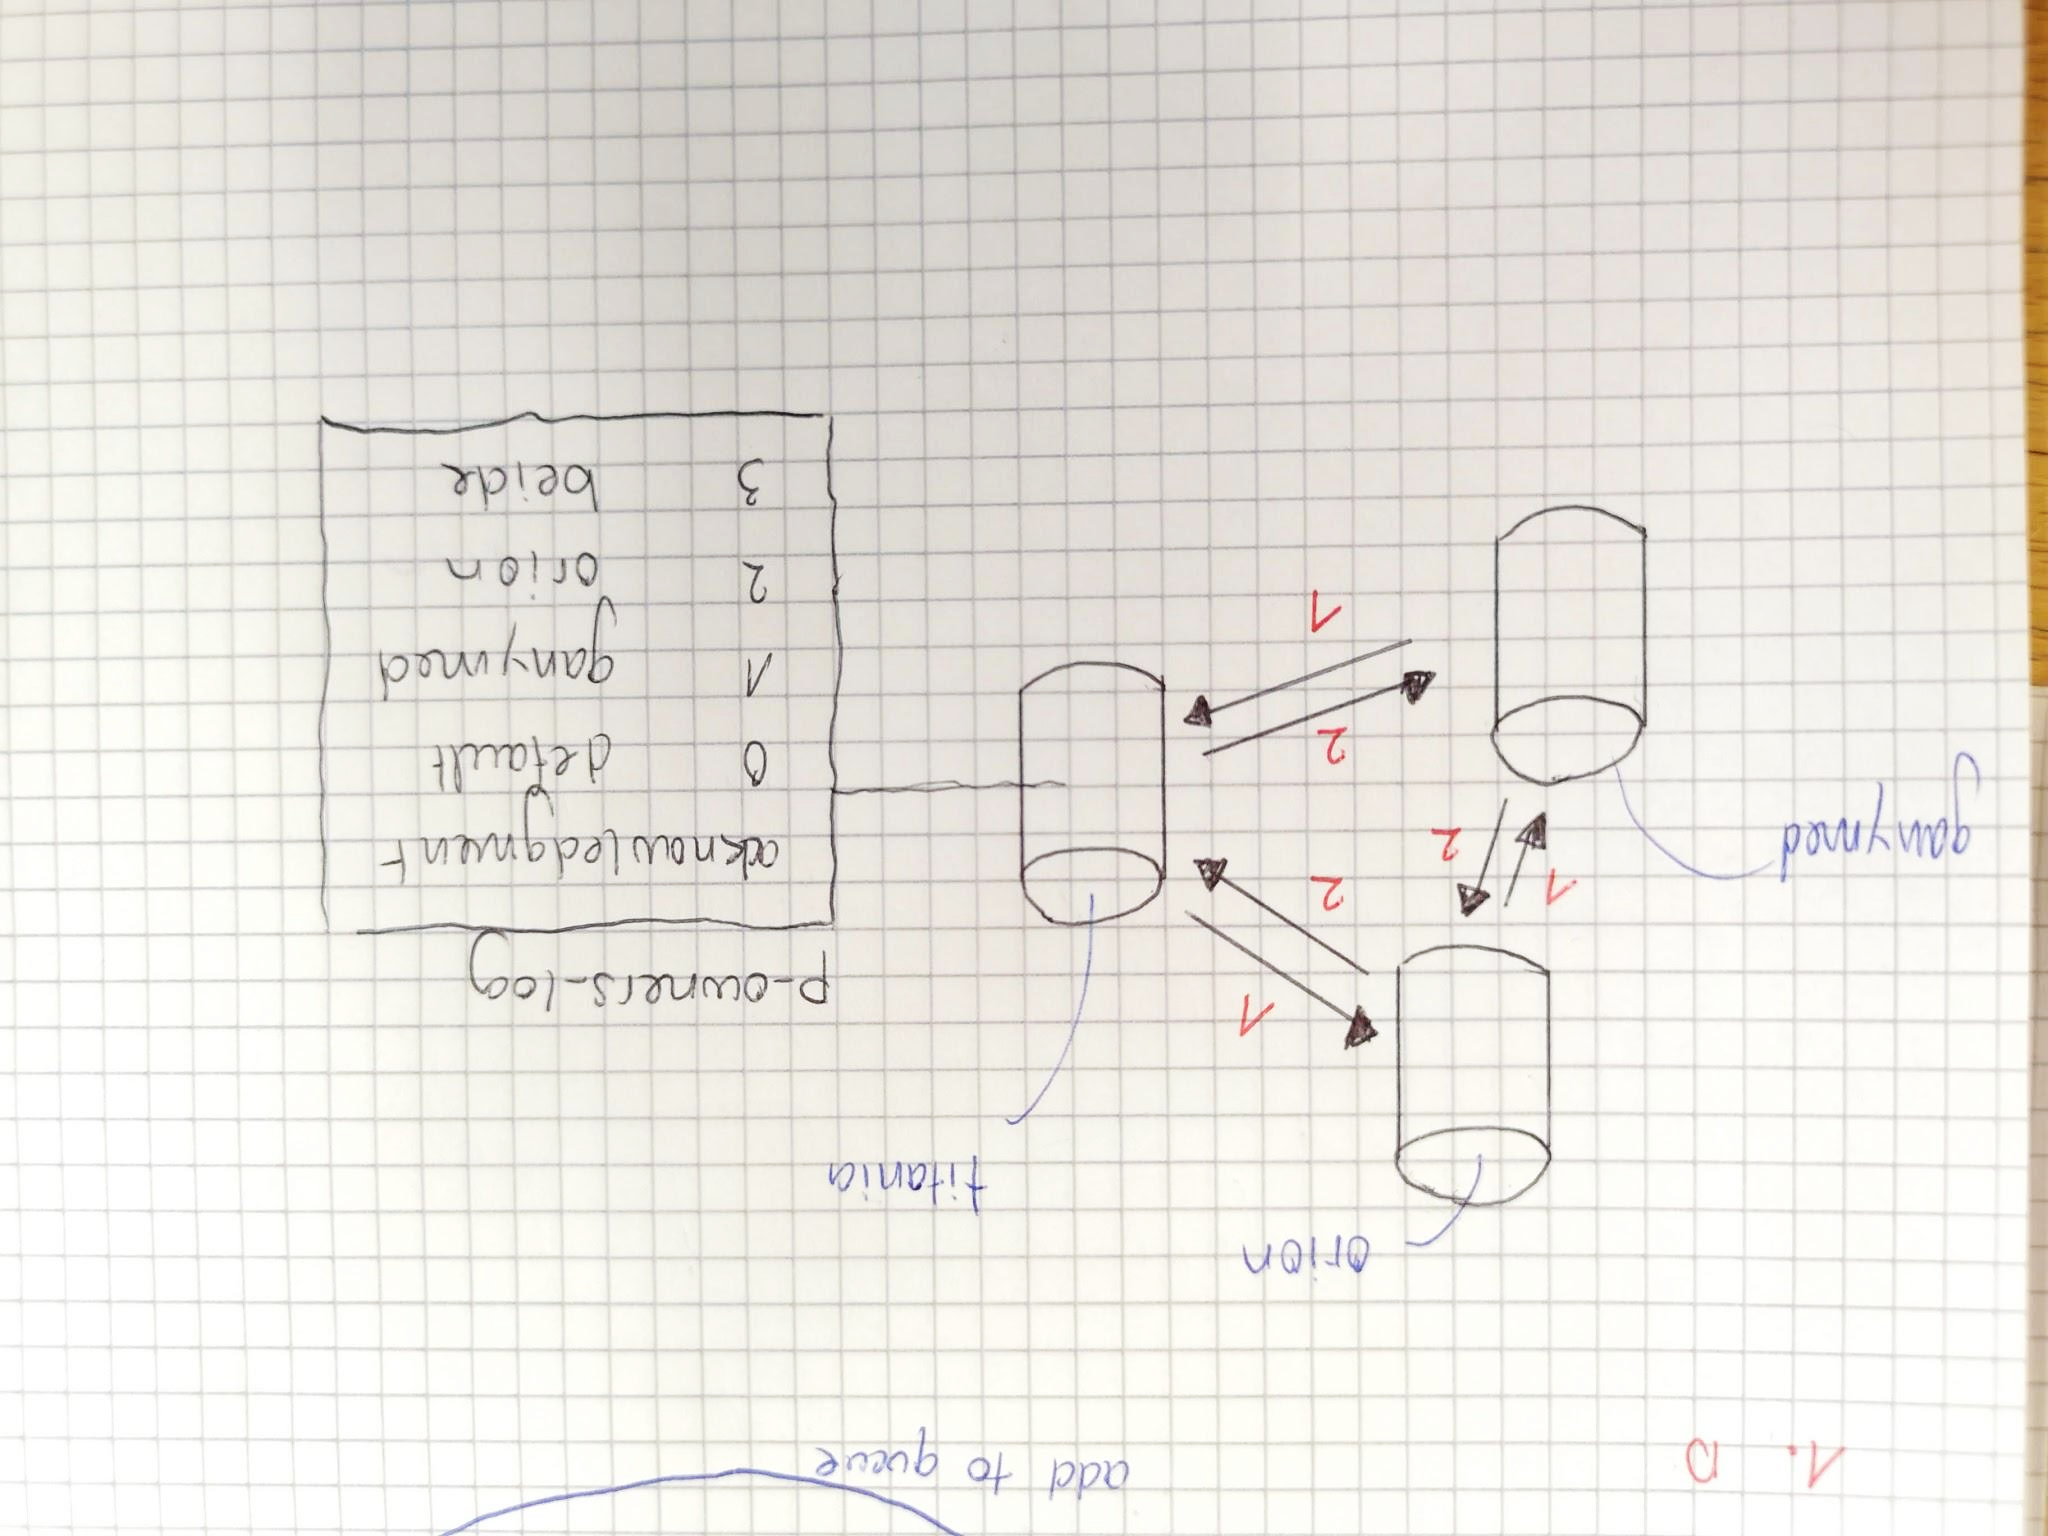 1. D
add to queue
orion
titania
1
p-owners-log
2
1
2
ganymed
acknowledgment
0 default
2
1 ganymed
1
2 orion
3 beide